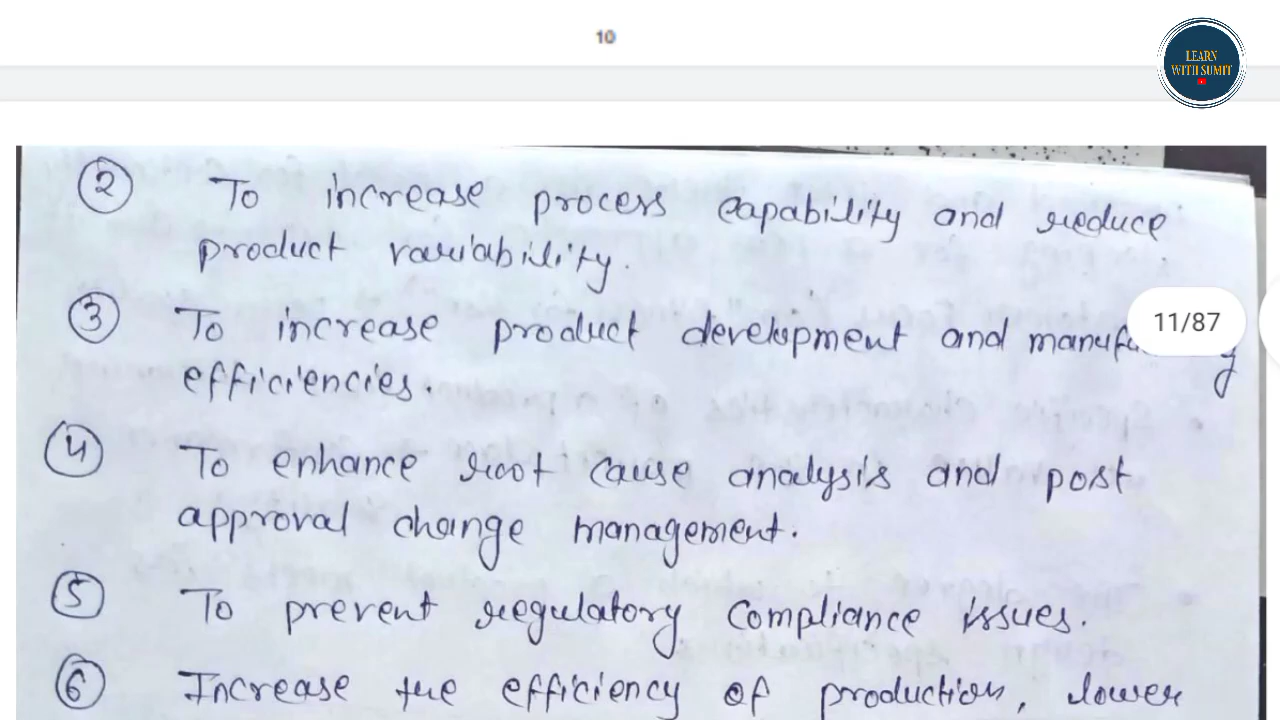 10
LEARN
WITH SUMIT
2 To increase process capability and reduce
product variability.
3 To increase product development and
efficiencies.
11/87
4 To enhance root cause analysis and post
approval change management.
5 To prevent regulatory compliance issues.
6 Increase the efficiency of production, lower